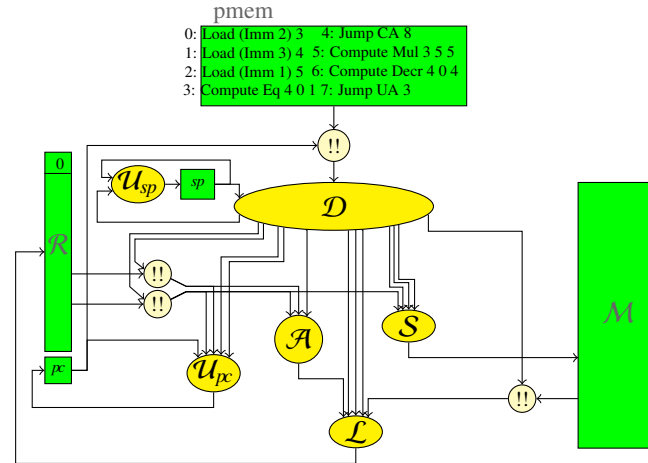 pmem
0: Load (Imm 2) 3 4: Jump CA 8
1: Load (Imm 3) 4 5: Compute Mul 3 5 5
2: Load (Imm 1) 5 6: Compute Decr 4 0 4
3: Compute Eq 4 0 1 7: Jump UA 3
!!
0
U sp
sp
D
R
!!
!!
M
S
A
pc
U pc
!!
L